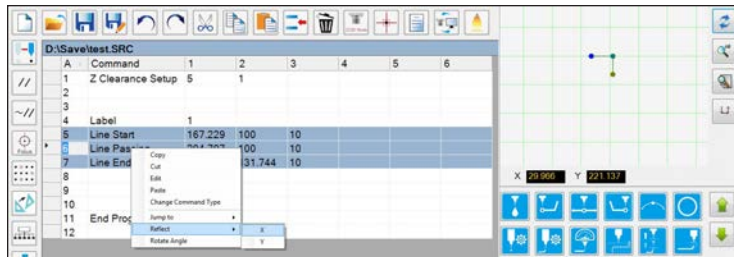 D:\Save\test.SRC
A Command 1 2 3 4 5 6
1 Z Clearance Setup 5 1
2
3
4 Label 1
5 Line Start 167.229 100 10
6 Line Passing 100 10
7 Line End 131.744 10
8
9
10
11 End Prog
12
Copy
Cut
Edit
Paste
Change Command Type
Jump to
Reflect X
Rotate Angle Y
X 29.966 Y 221.137